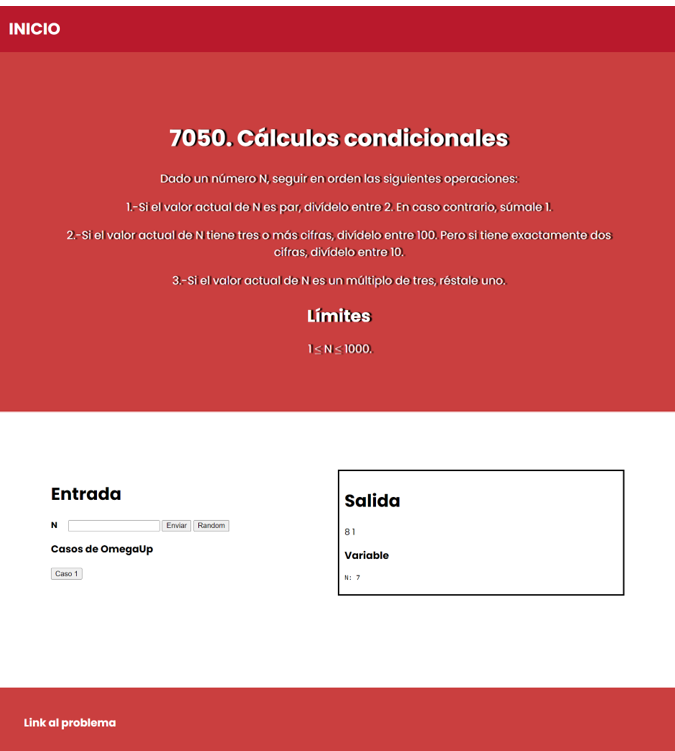 INICIO
7050. Cálculos condicionales
Dado un número N, seguir en orden las siguientes operaciones:
1.-Si el valor actual de N es par, divídelo entre 2. En caso contrario, súmale 1.
2.-Si el valor actual de N tiene tres o más cifras, divídelo entre 100. Pero si tiene exactamente dos
cifras, divídelo entre 10.
3.-Si el valor actual de N es un múltiplo de tres, réstale uno.
Límites
1 ≤ N ≤ 1000.
Entrada
N Enviar Random
Casos de OmegaUp
Caso 1
Salida
8 1
Variable
N: 7
Link al problema